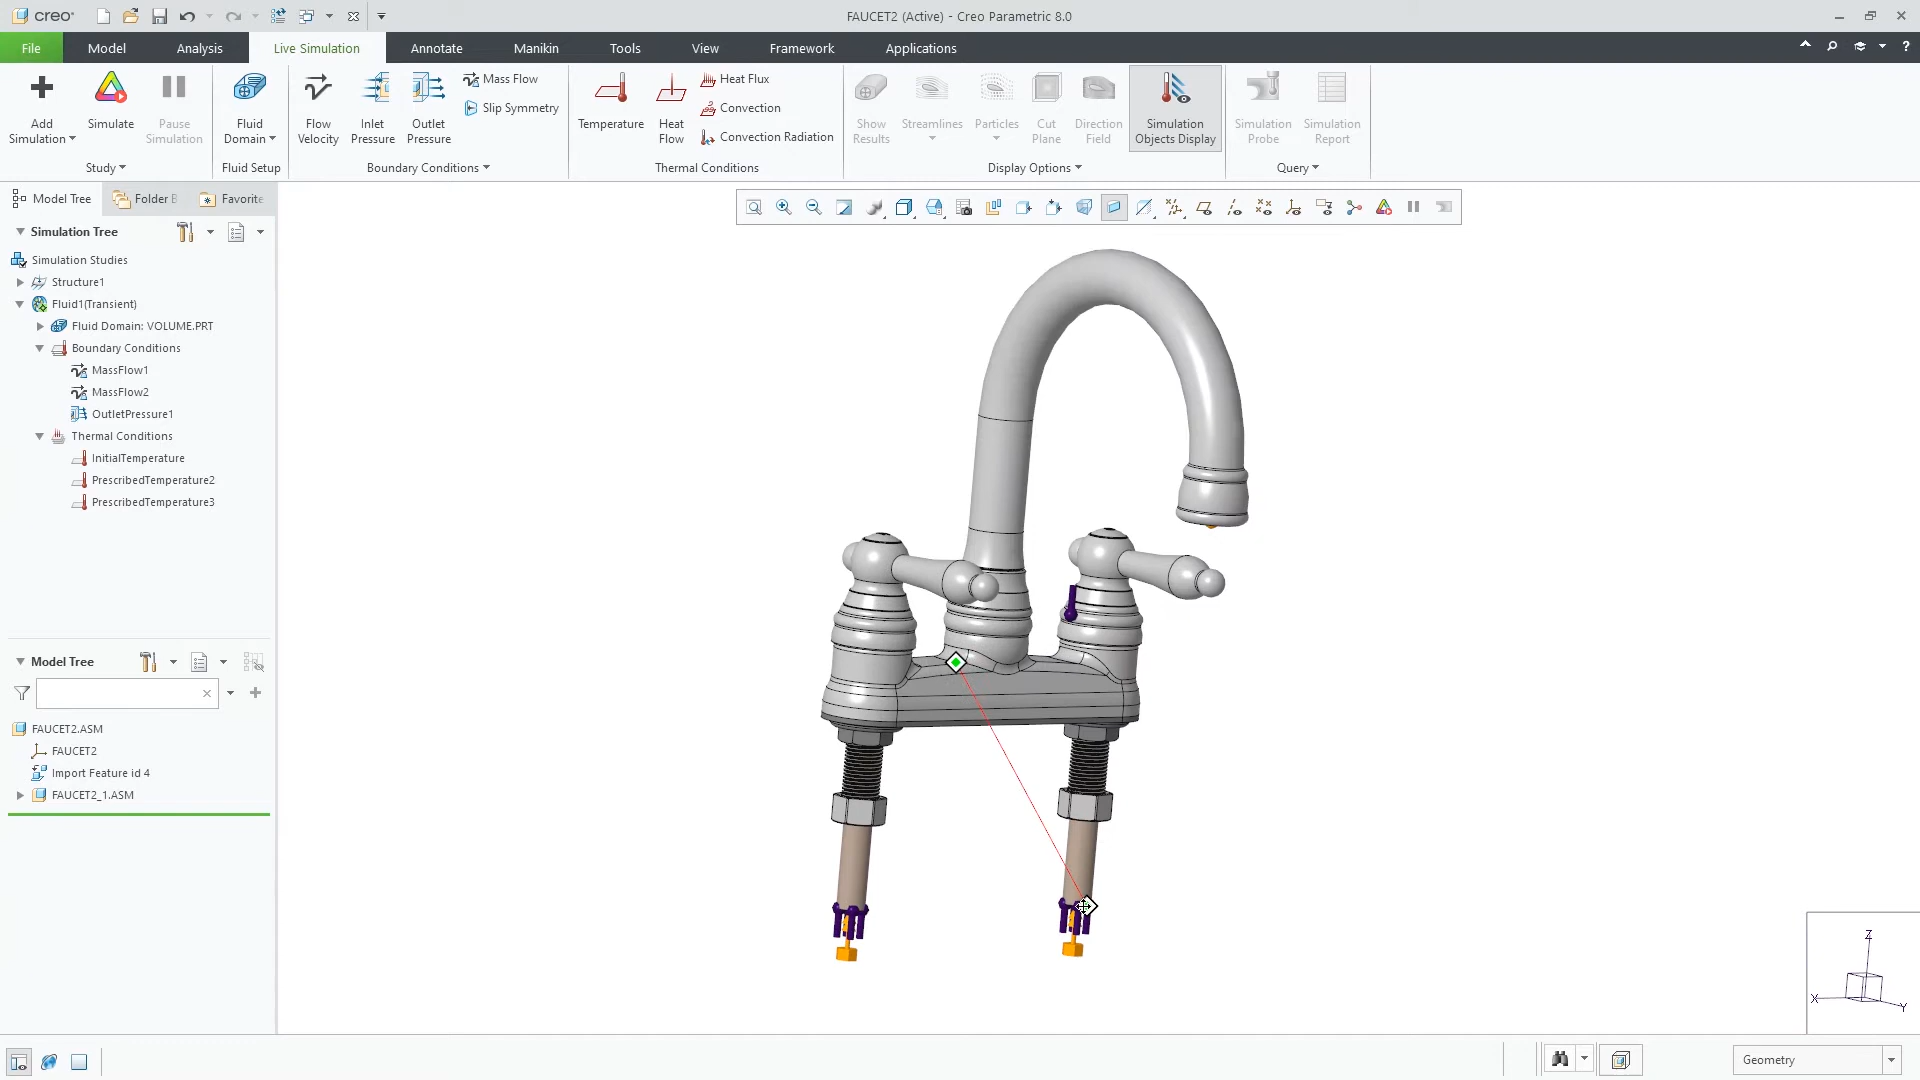 creo°
FAUCET2 (Active) - Creo Parametric 8.0
File Model Analysis Live Simulation Annotate Manikin Tools View Framework Applications
Add Simulation
Simulate
Pause Simulation
Study
Fluid Domain
Fluid Setup
Flow Velocity
Inlet Pressure
Outlet Pressure
Mass Flow
Slip Symmetry
Boundary Conditions
Temperature
Heat Flow
Heat Flux
Convection
Convection Radiation
Thermal Conditions
Show Results
Streamlines
Particles
Cut Plane
Direction Field
Simulation Objects Display
Display Options
Simulation Probe
Simulation Report
Query
Model Tree Folder B Favorite
Simulation Tree
Simulation Studies
Structure1
Fluid1(Transient)
Fluid Domain: VOLUME.PRT
Boundary Conditions
MassFlow1
MassFlow2
OutletPressure1
Thermal Conditions
InitialTemperature
PrescribedTemperature2
PrescribedTemperature3
Model Tree
FAUCET2.ASM
FAUCET2
Import Feature id 4
FAUCET2_1.ASM
Z
X
Y
Geometry